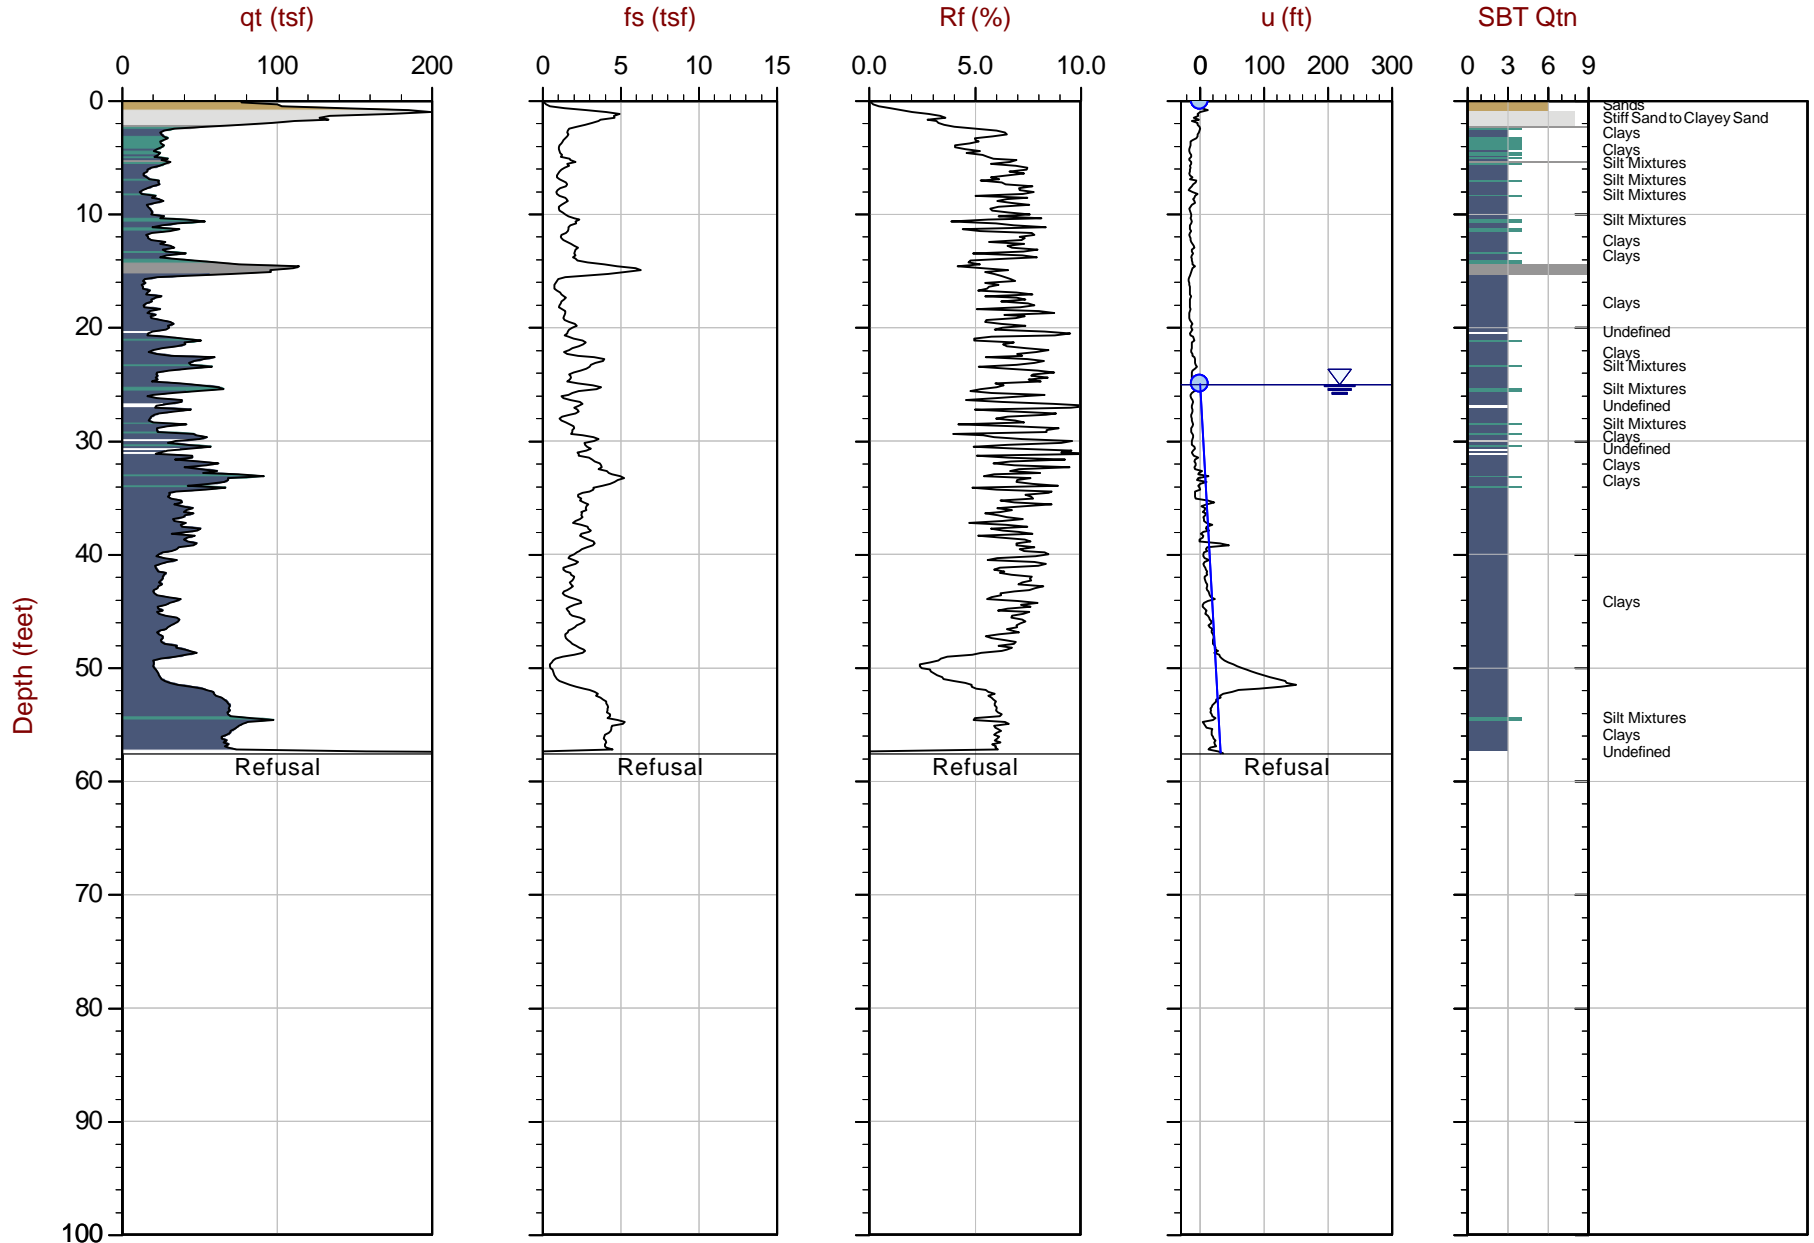 qt (tsf) fs (tsf) Rf (%) u (ft) SBT Qtn
0 100 200 0 5 10 15 0.0 5.0 10.0 0 100 200 300 0 3 6 9
0
10
20
30
40
50
60
70
80
90
100
Depth (feet)
Sands
Stiff Sand to Clayey Sand
Clays
Clays
Silt Mixtures
Silt Mixtures
Silt Mixtures
Silt Mixtures
Clays
Clays
Clays
Undefined
Clays
Silt Mixtures
Silt Mixtures
Undefined
Silt Mixtures
Clays
Undefined
Clays
Clays
Clays
Silt Mixtures
Clays
Undefined
Refusal Refusal Refusal Refusal